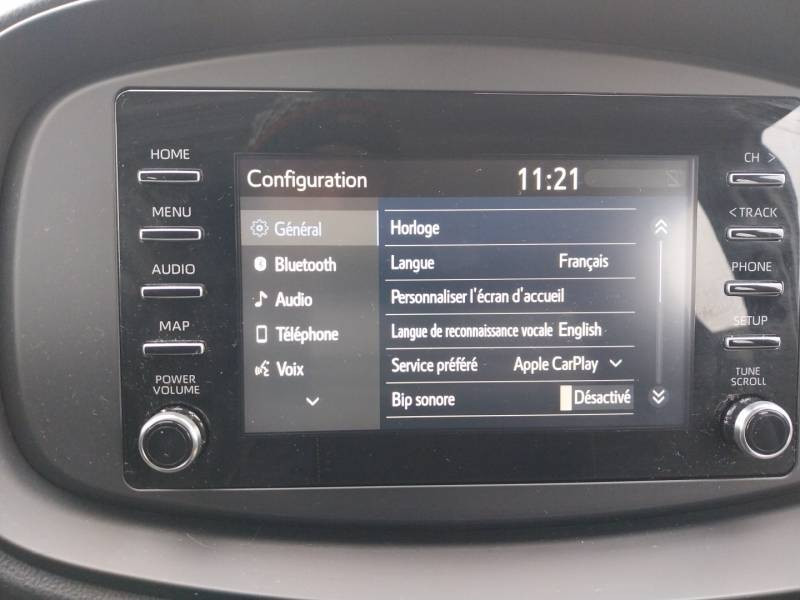 HOME
MENU
AUDIO
MAP
POWER
VOLUME
Configuration 11:21
Général
Bluetooth
Audio
Téléphone
Voix
Horloge
Langue Français
Personnaliser l'écran d'accueil
Langue de reconnaissance vocale English
Service préféré Apple CarPlay
Bip sonore Désactivé
CH >
< TRACK
PHONE
SETUP
TUNE
SCROLL